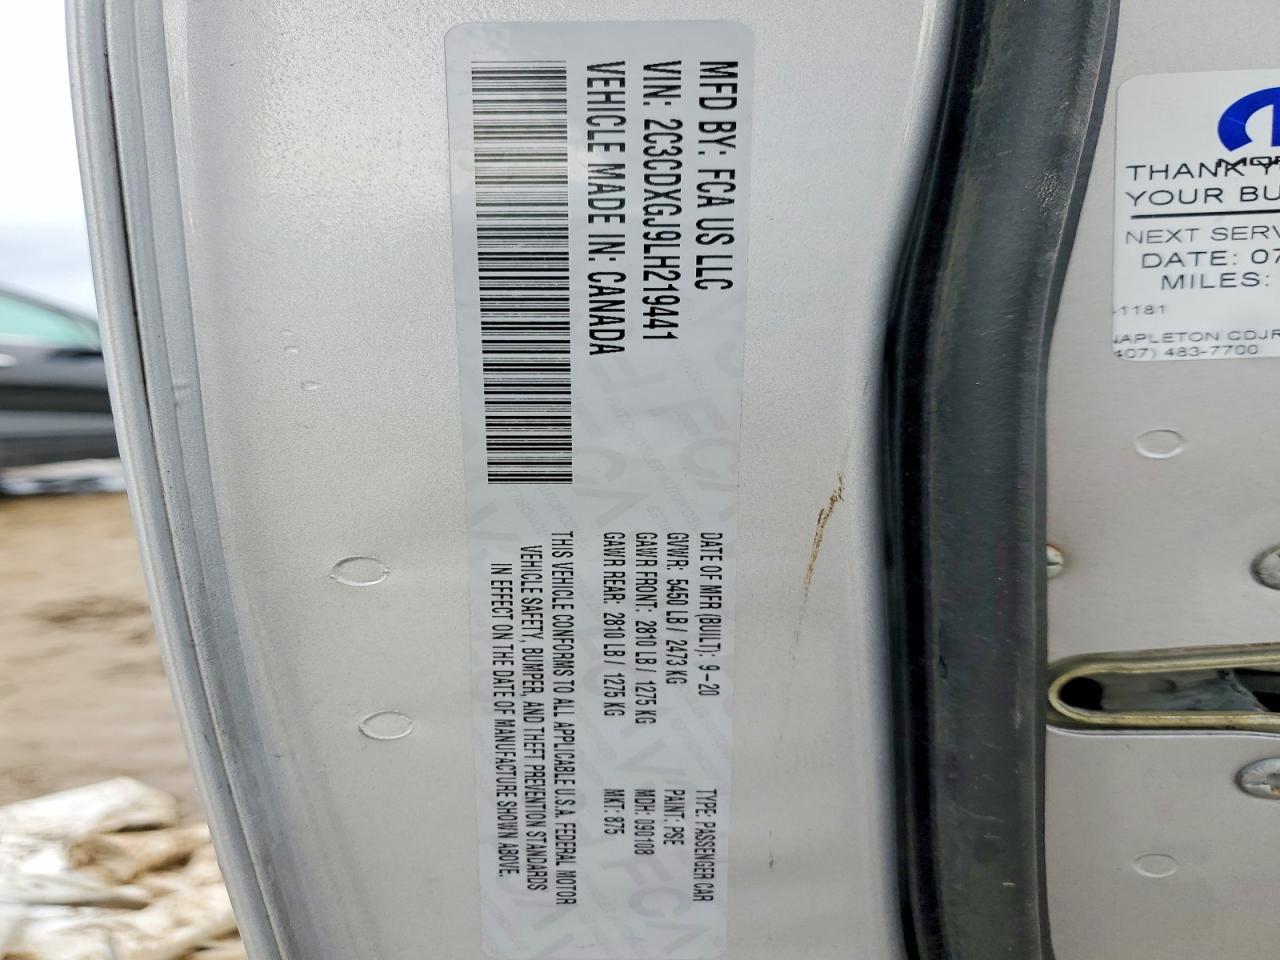 MFD BY: FCA US LLC
VIN: 2C3CDXGJ9LH219441
VEHICLE MADE IN: CANADA
DATE OF MFR (BUILT): 9-20
GVWR: 5450 LB / 2473 KG
GAWR FRONT: 2810 LB / 1275 KG
GAWR REAR: 2810 LB / 1275 KG
TYPE: PASSENGER CAR
PAINT: PSE
MDH: 090108
MKT: 875
THIS VEHICLE CONFORMS TO ALL APPLICABLE U.S.A. FEDERAL MOTOR
VEHICLE SAFETY, BUMPER, AND THEFT PREVENTION STANDARDS
IN EFFECT ON THE DATE OF MANUFACTURE SHOWN ABOVE.
THANK
YOUR BU
NEXT SERV
DATE: 07
MILES:
-1181
NAPLETON CDJR
407) 483-7700